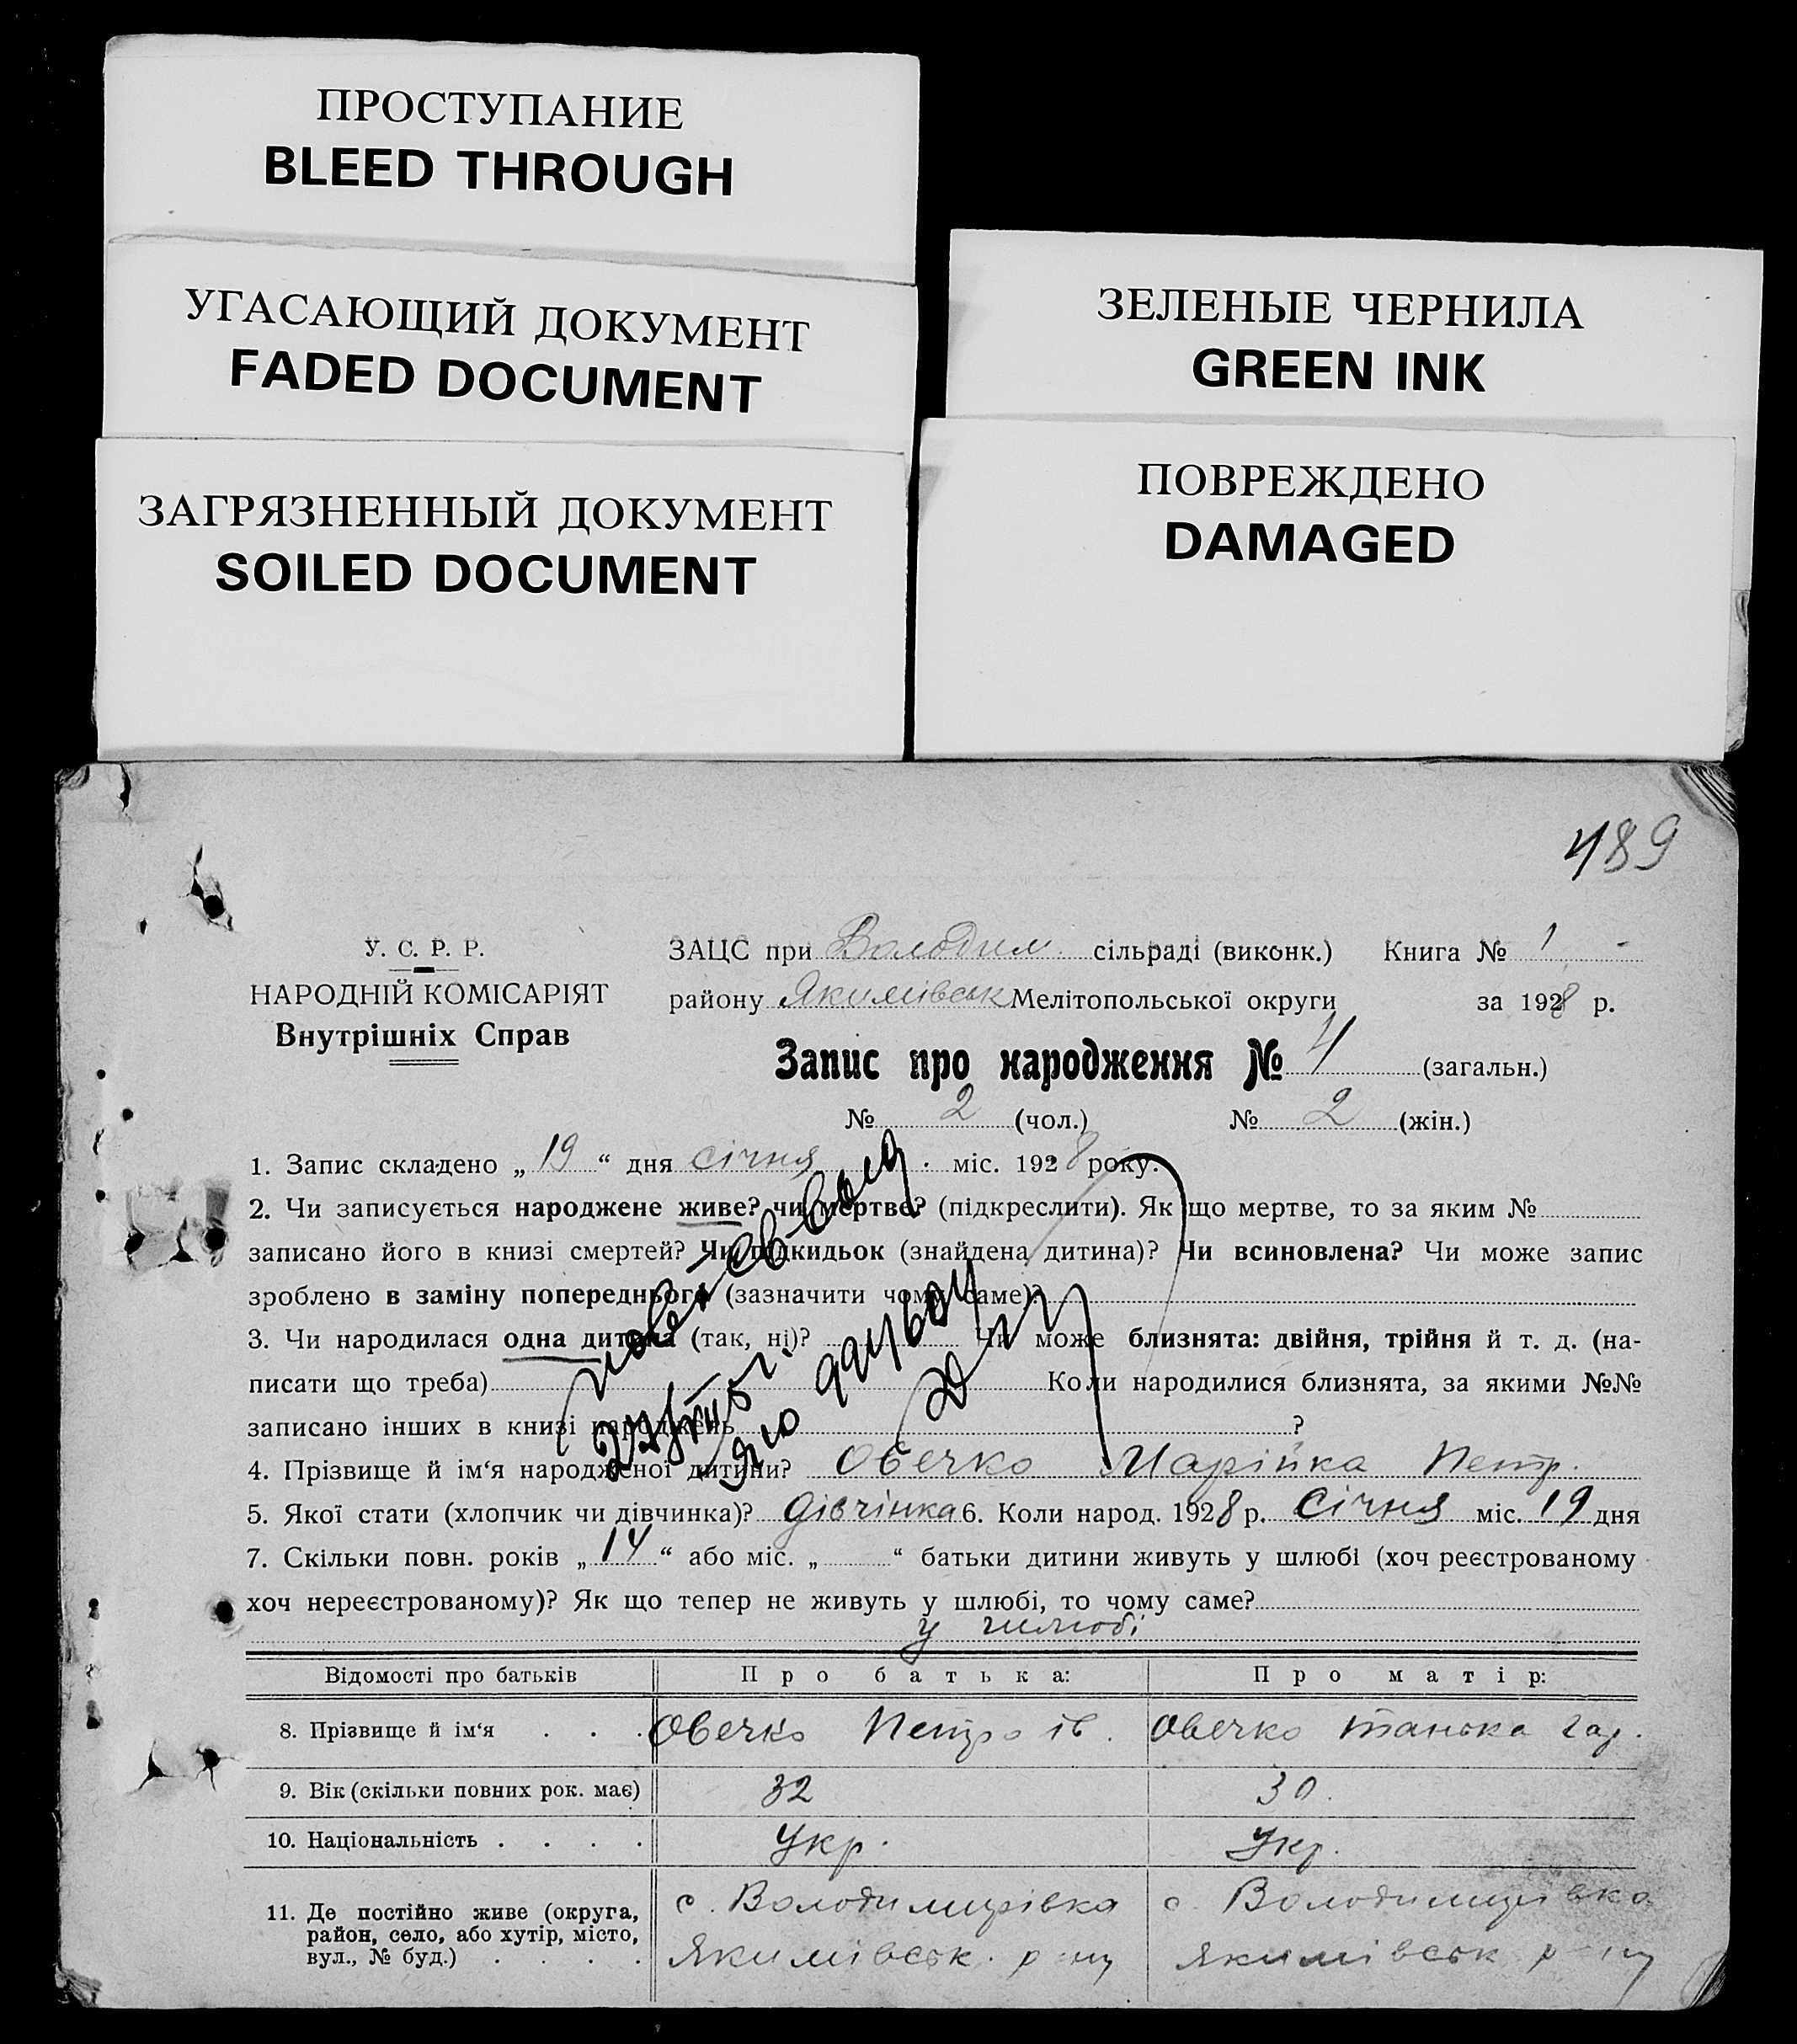 ПРОСТУПАНИЕ
BLEED THROUGH
УГАСАЮЩИЙ ДОКУМЕНТ
FADED DOCUMENT
ЗАГРЯЗНЕННЫЙ ДОКУМЕНТ
SOILED DOCUMENT
ЗЕЛЕНЫЕ ЧЕРНИЛА
GREEN INK
ПОВРЕЖДЕНО
DAMAGED
489
У. С. Р. Р.
НАРОДНІЙ КОМІСАРІЯТ
Внутрішніх Справ
ЗАЦС при Володим. сільраді (виконк.) Книга № 1
району Якимівськ Мелітопольської округи за 1928 р.
Запис про народження № 4 (загальн.)
№ 2 (чол.) № 2 (жін.)
1. Запис складено „ 19 “ дня січня міс. 1928 року.
2. Чи записується народжене живе? чи мертве? (підкреслити). Як що мертве, то за яким №
записано його в книзі смертей? Чи підкидьок (знайдена дитина)? Чи всиновлена? Чи може запис
зроблено в заміну попереднього (зазначити чому саме)?
3. Чи народилася одна дитина (так, ні)? Чи може близнята: двійня, трійня й т. д. (на-
писати що треба) Коли народилися близнята, за якими №№
записано інших в книзі народжень ?
4. Прізвище й ім‘я народженої дитини? Овечко Марійка Петр.
5. Якої стати (хлопчик чи дівчинка)? дівчінка 6. Коли народ. 1928 р. Січня міс. 19 дня
7. Скільки повн. років „ 14 “ або міс. „ “ батьки дитини живуть у шлюбі (хоч реєстрованому
хоч нереєстрованому)? Як що тепер не живуть у шлюбі, то чому саме?
у шлюбі
Відомості про батьків Про батька: Про матір:
8. Прізвище й ім‘я . . . Овечко Петро ів. Овечко Танька Гар.
9. Вік (скільки повних рок. має) 32 30.
10. Національність . . . . Укр. Укр.
11. Де постійно живе (округа, район, село, або хутір, місто, вул., № буд.) . . . .
с. Володимирівка с. Володимирівка
Якимівськ. р-ну Якимівськ р-ну